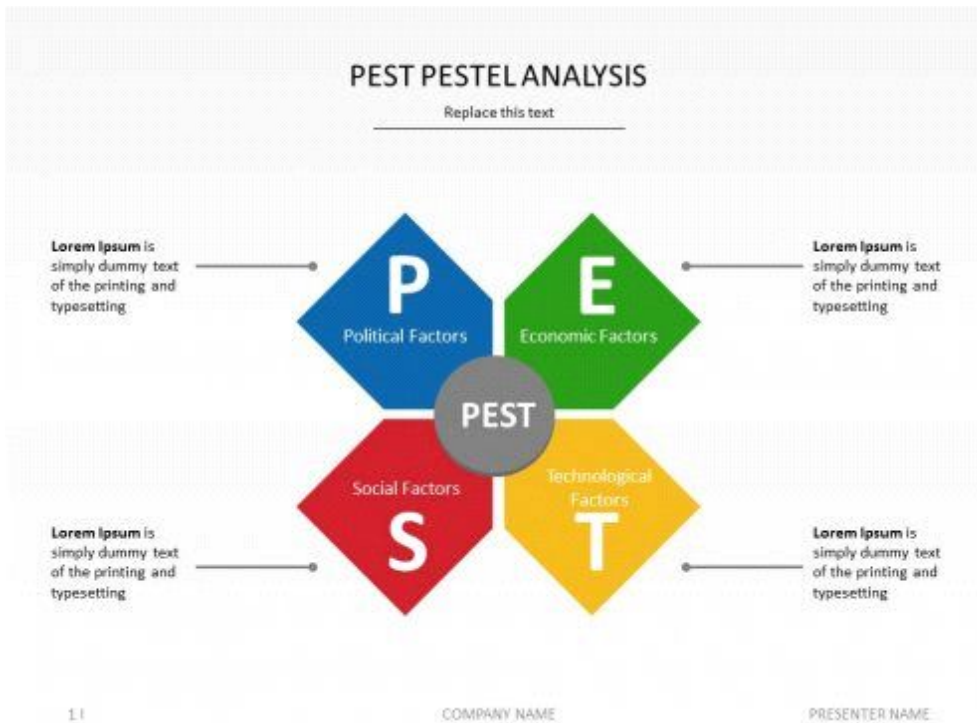 PEST PESTEL ANALYSIS
Replace this text
Lorem Ipsum is
simply dummy text
of the printing and
typesetting
P
Political Factors
E
Economic Factors
Lorem Ipsum is
simply dummy text
of the printing and
typesetting
PEST
Lorem Ipsum is
simply dummy text
of the printing and
typesetting
Social Factors
S
Technological
Factors
T
Lorem Ipsum is
simply dummy text
of the printing and
typesetting
1 |
COMPANY NAME
PRESENTER NAME